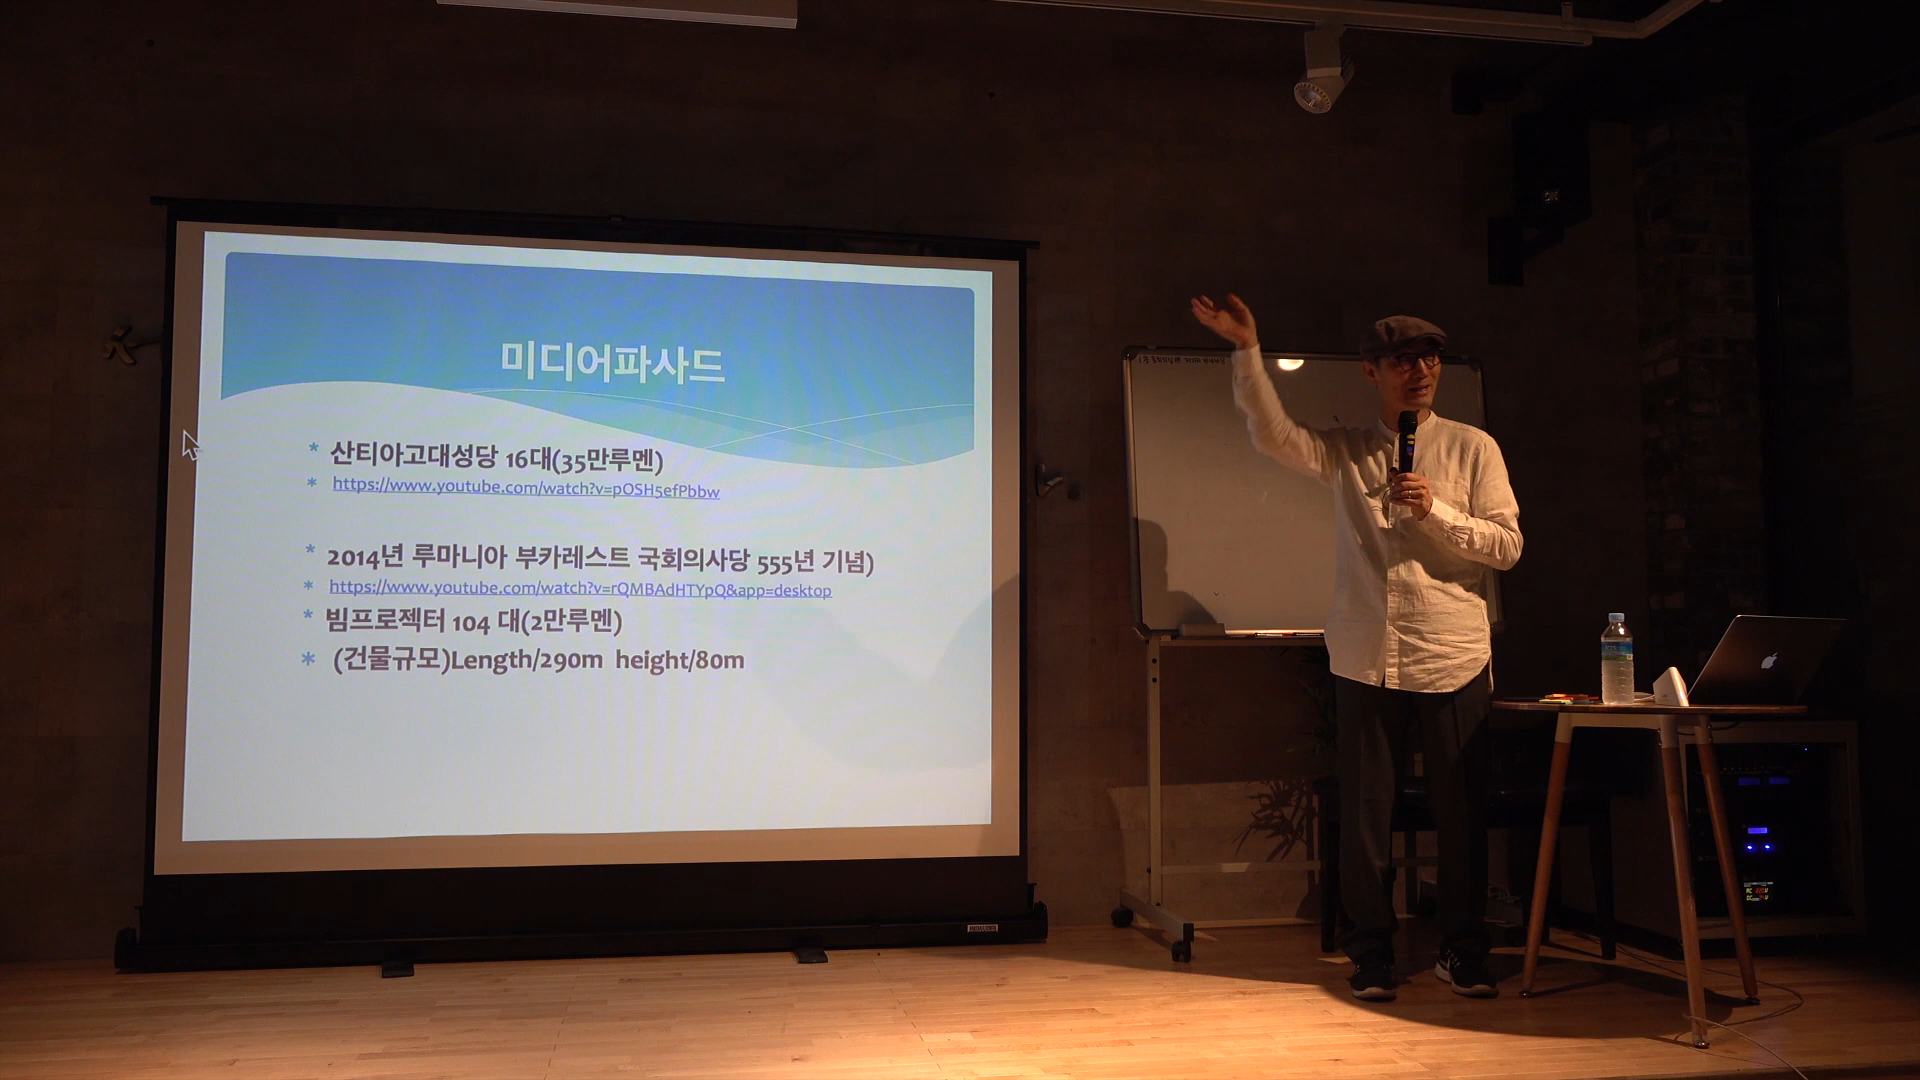 미디어파사드
* 산티아고대성당 16대(35만루멘)
* https://www.youtube.com/watch?v=pOSH5efPbbw
* 2014년 루마니아 부카레스트 국회의사당 555년 기념)
* https://www.youtube.com/watch?v=rQMBAdHTYpQ&app=desktop
* 빔프로젝터 104 대(2만루멘)
* (건물규모)Length/290m height/80m